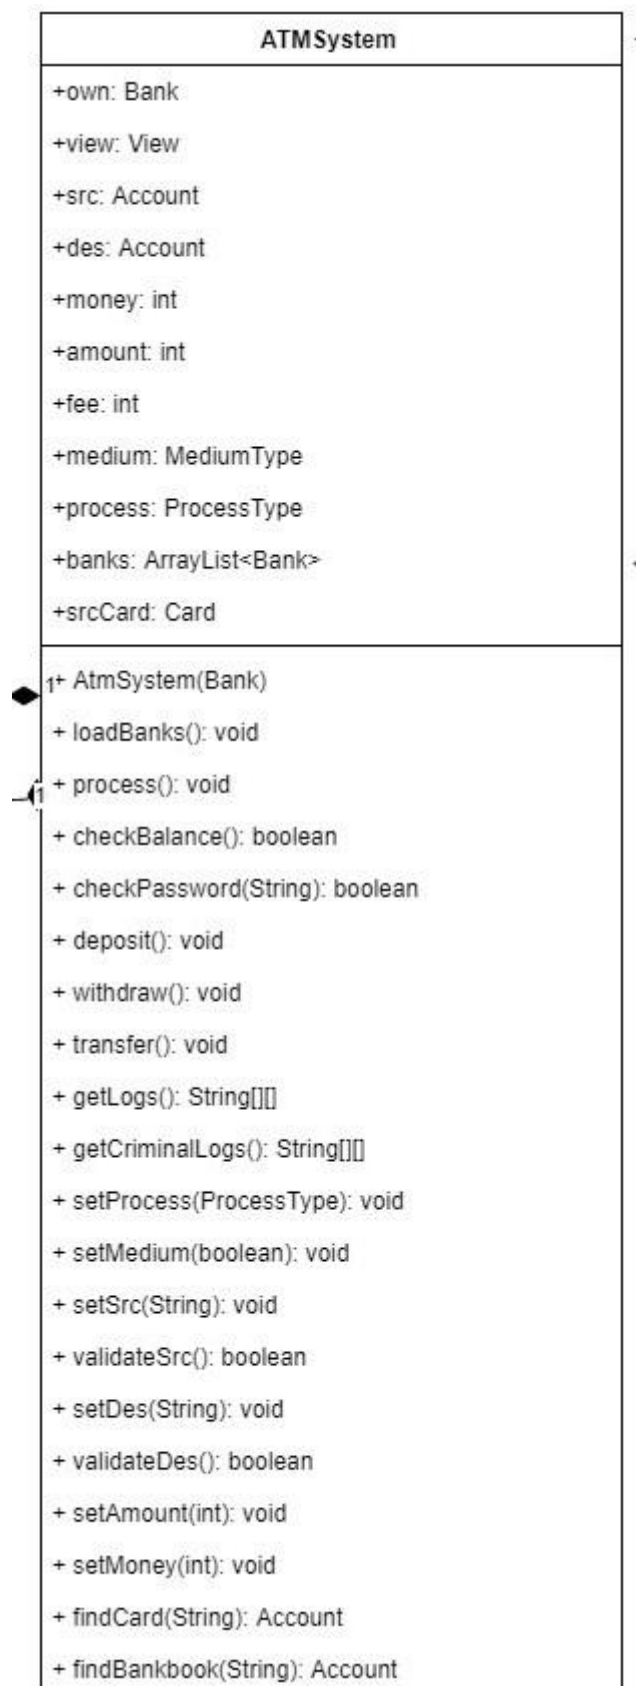 ATMSystem
+own: Bank
+view: View
+src: Account
+des: Account
+money: int
+amount: int
+fee: int
+medium: MediumType
+process: ProcessType
+banks: ArrayList<Bank>
+srcCard: Card
1
+ AtmSystem(Bank)
+ loadBanks(): void
1
+ process(): void
+ checkBalance(): boolean
+ checkPassword(String): boolean
+ deposit(): void
+ withdraw(): void
+ transfer(): void
+ getLogs(): String[][]
+ getCriminalLogs(): String[][]
+ setProcess(ProcessType): void
+ setMedium(boolean): void
+ setSrc(String): void
+ validateSrc(): boolean
+ setDes(String): void
+ validateDes(): boolean
+ setAmount(int): void
+ setMoney(int): void
+ findCard(String): Account
+ findBankbook(String): Account